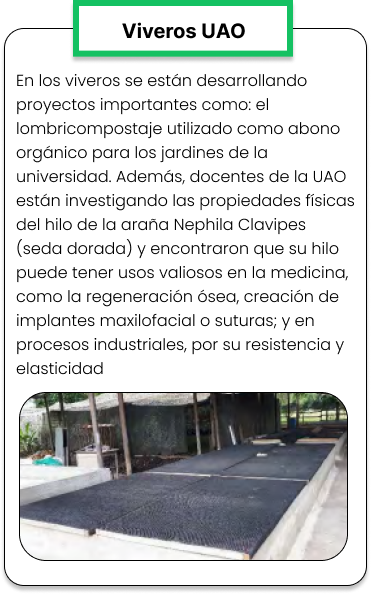 Viveros UAO
En los viveros se están desarrollando
proyectos importantes como: el
lombricompostaje utilizado como abono
orgánico para los jardines de la
universidad. Además, docentes de la UAO
están investigando las propiedades físicas
del hilo de la araña Nephila Clavipes
(seda dorada) y encontraron que su hilo
puede tener usos valiosos en la medicina,
como la regeneración ósea, creación de
implantes maxilofacial o suturas; y en
procesos industriales, por su resistencia y
elasticidad